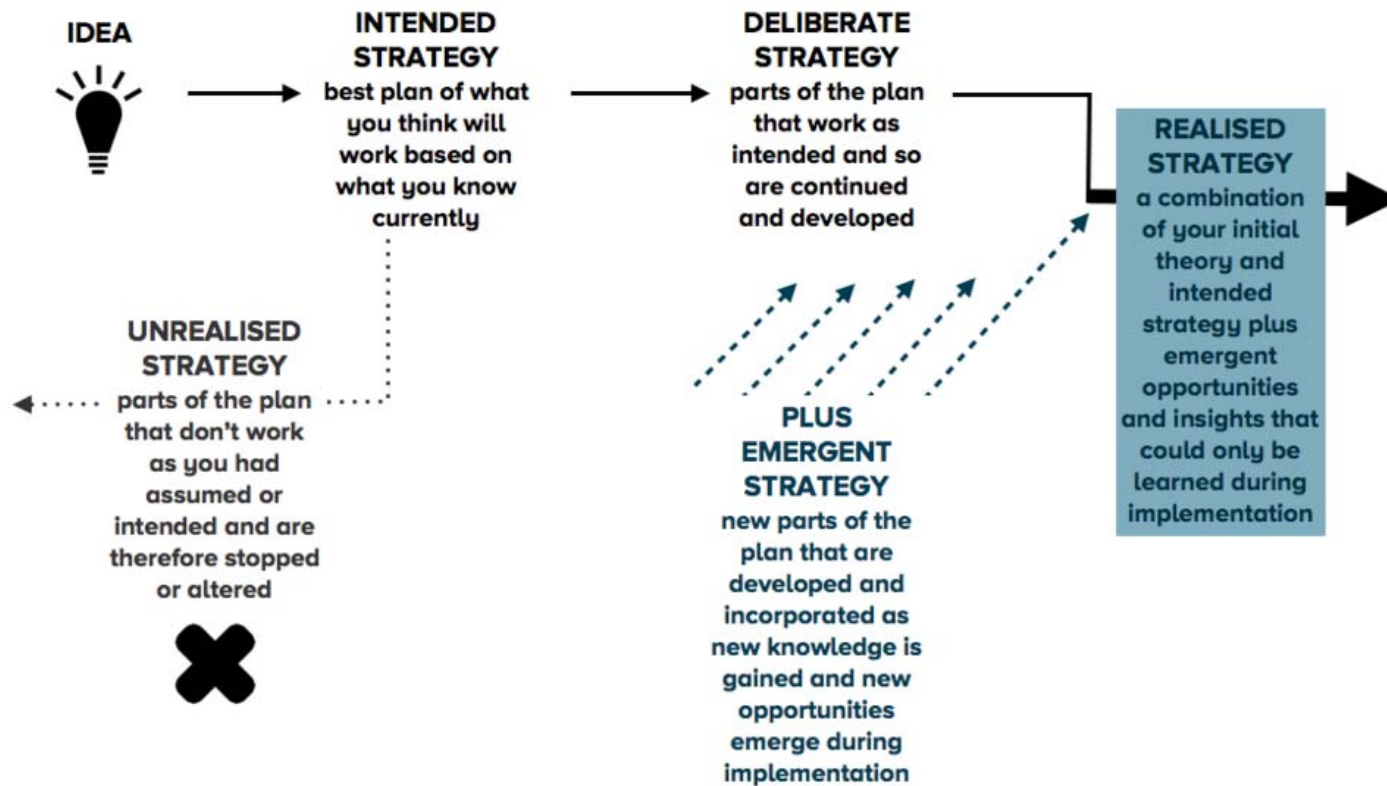 IDEA
INTENDED
STRATEGY
best plan of what
you think will
work based on
what you know
currently
DELIBERATE
STRATEGY
parts of the plan
that work as
intended and so
are continued
and developed
REALISED
STRATEGY
a combination
of your initial
theory and
intended
strategy plus
emergent
opportunities
and insights that
could only be
learned during
implementation
UNREALISED
STRATEGY
parts of the plan
that don't work
as you had
assumed or
intended and are
therefore stopped
or altered
PLUS
EMERGENT
STRATEGY
new parts of the
plan that are
developed and
incorporated as
new knowledge is
gained and new
opportunities
emerge during
implementation